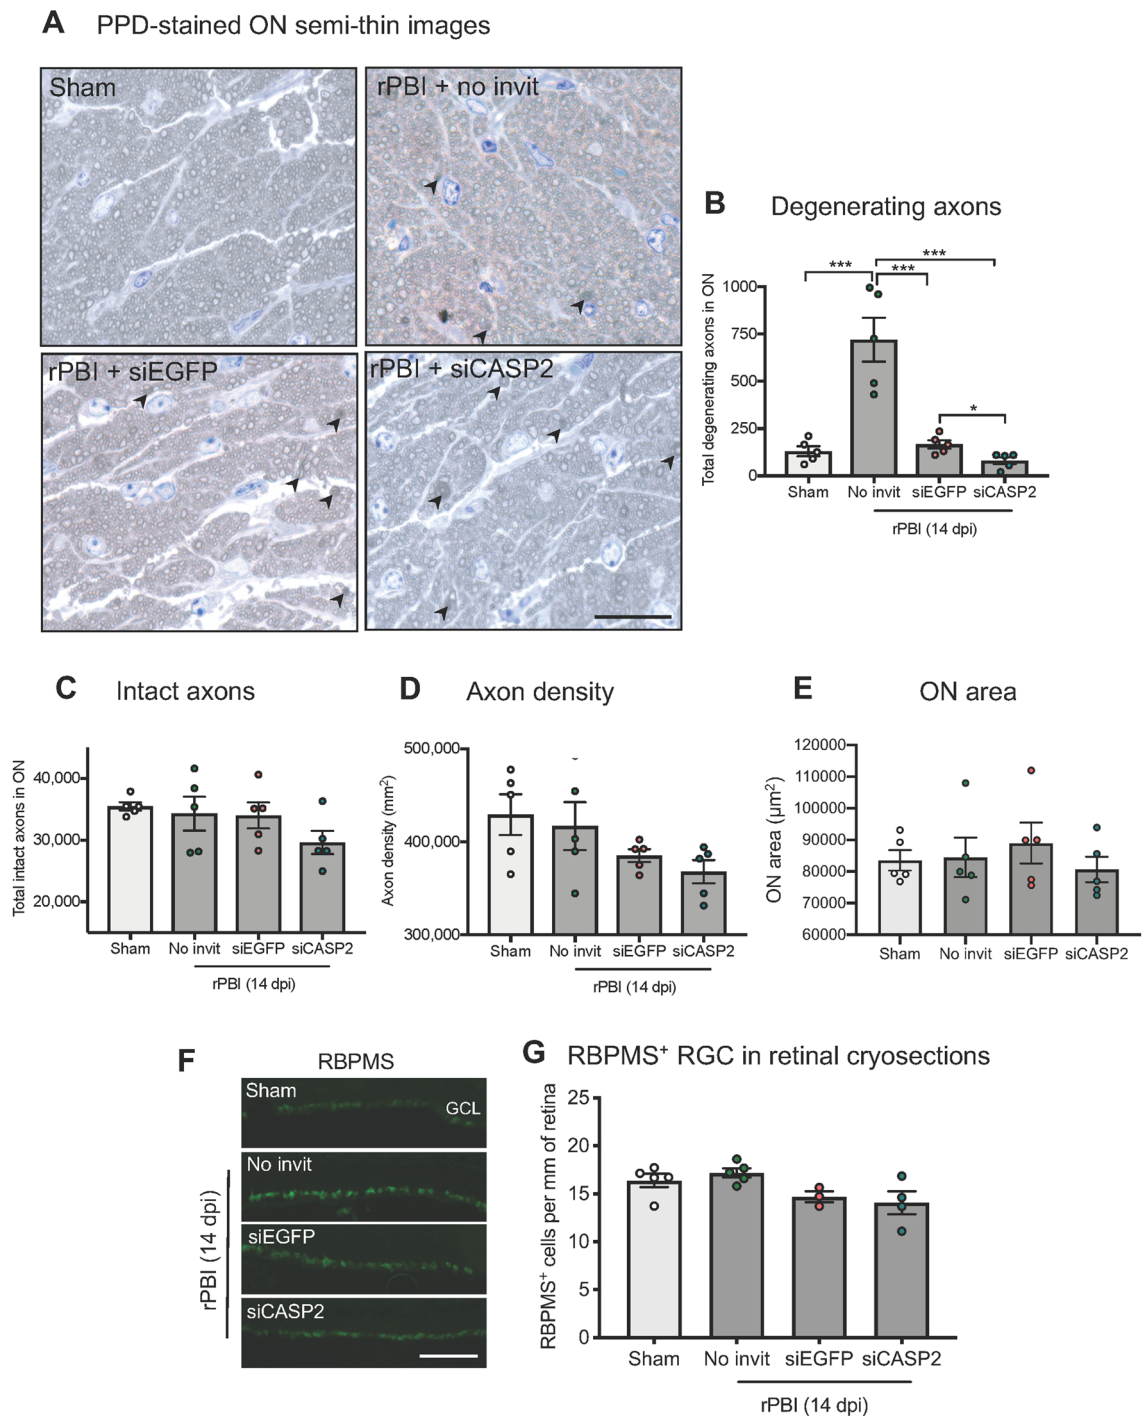 A PPD-stained ON semi-thin images
Sham
rPBI + no invit
rPBI + siEGFP
rPBI + siCASP2
B Degenerating axons
Total degenerating axons in ON
1000
750
500
250
0
***
***
***
*
Sham No invit siEGFP siCASP2
rPBI (14 dpi)
C Intact axons
Total intact axons in ON
40,000
30,000
20,000
Sham No invit siEGFP siCASP2
rPBI (14 dpi)
D Axon density
Axon density (mm²)
500,000
400,000
300,000
Sham No invit siEGFP siCASP2
rPBI (14 dpi)
E ON area
ON area (µm²)
120000
100000
90000
80000
70000
60000
Sham No invit siEGFP siCASP2
F RBPMS
Sham
GCL
No invit
siEGFP
siCASP2
rPBI (14 dpi)
G RBPMS⁺ RGC in retinal cryosections
RBPMS⁺ cells per mm of retina
25
20
15
10
5
0
Sham No invit siEGFP siCASP2
rPBI (14 dpi)